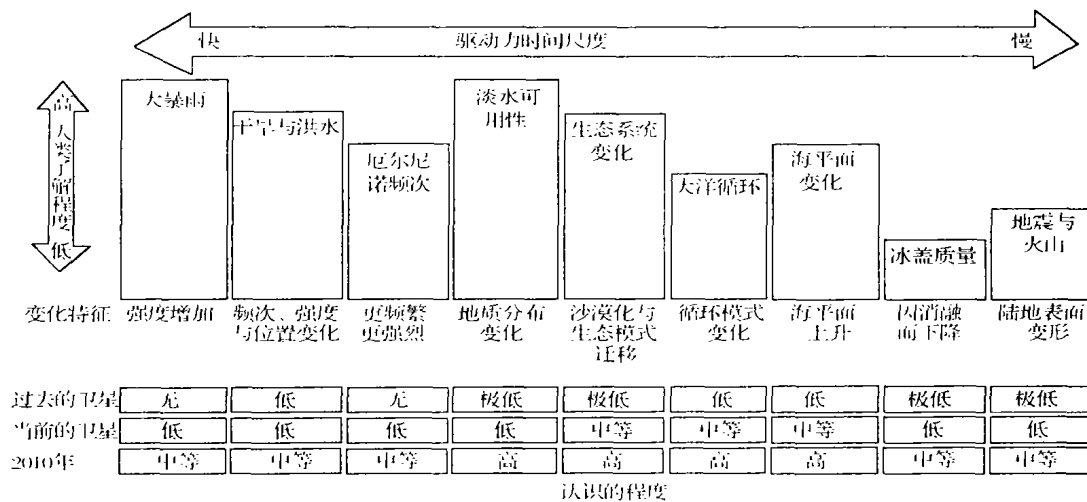 快 驱动力时间尺度 慢
高
人类了解程度
低
大暴雨
干旱与洪水
厄尔尼
诺频次
淡水可
用性
生态系统
变化
大洋循环
海平面
变化
冰盖质量
地震与
火山
变化特征
强度增加
频次、强度
与位置变化
更频繁
更强烈
地质分布
变化
沙漠化与
生态模式
迁移
循环模式
变化
海平面
上升
因消融
而下降
陆地表面
变形
过去的卫星 无 低 无 极低 极低 低 低 极低 极低
当前的卫星 低 低 低 低 中等 中等 中等 低 低
2010年 中等 中等 中等 高 高 高 高 中等 中等
认识的程度